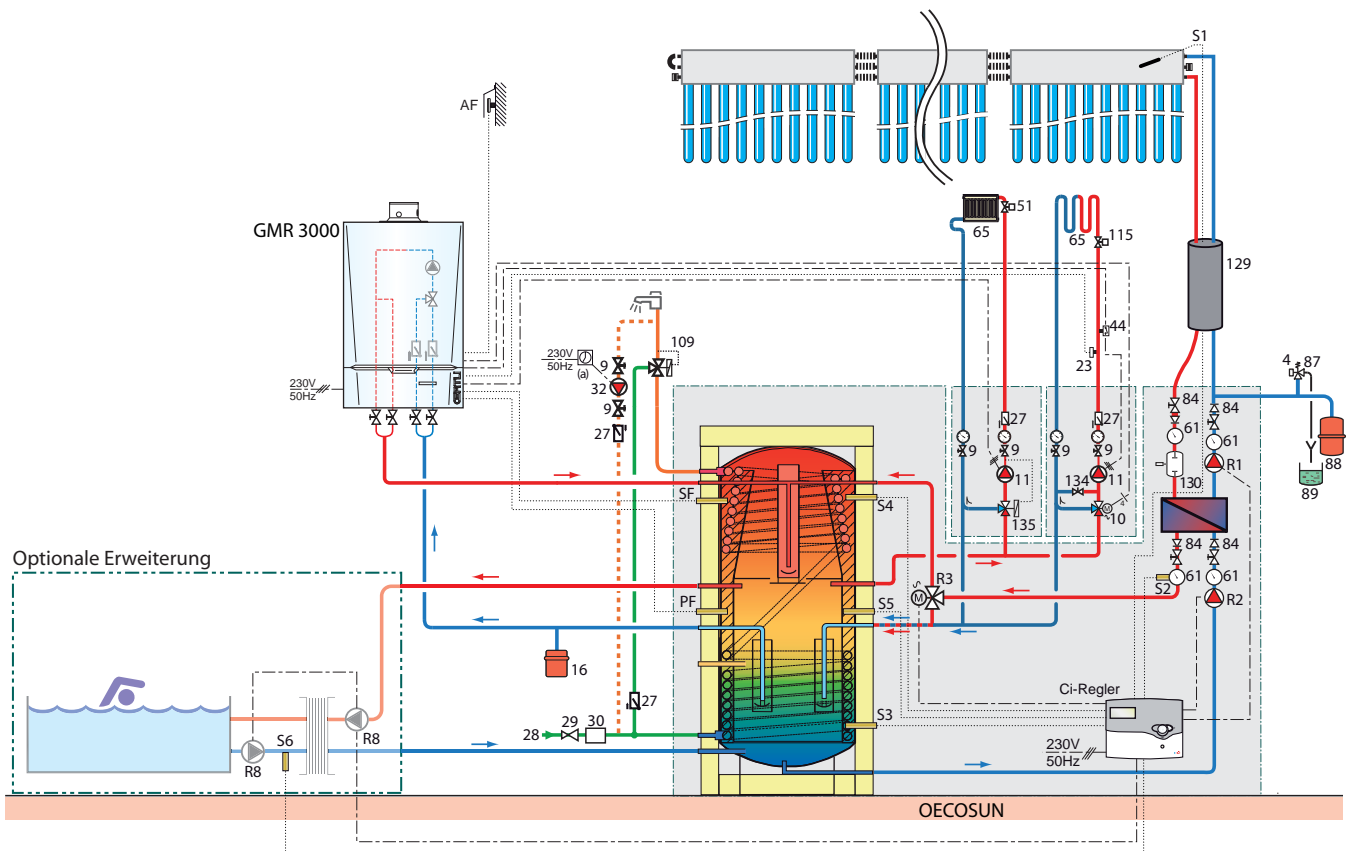 S1
AF
GMR 3000
51
65
65
115
129
109
230V
50Hz
(a)
9
32
9
27
44
23
4
87
230V
50Hz
27
27
84
84
61
61
88
9
9
9
9
R1
89
11
134
11
130
SF
S4
135
M
10
Optionale Erweiterung
84
84
R3
S2
61
61
M
R2
PF
S5
16
Ci-Regler
27
S3
28
29
30
S6
R8
R8
230V
50Hz
OECOSUN